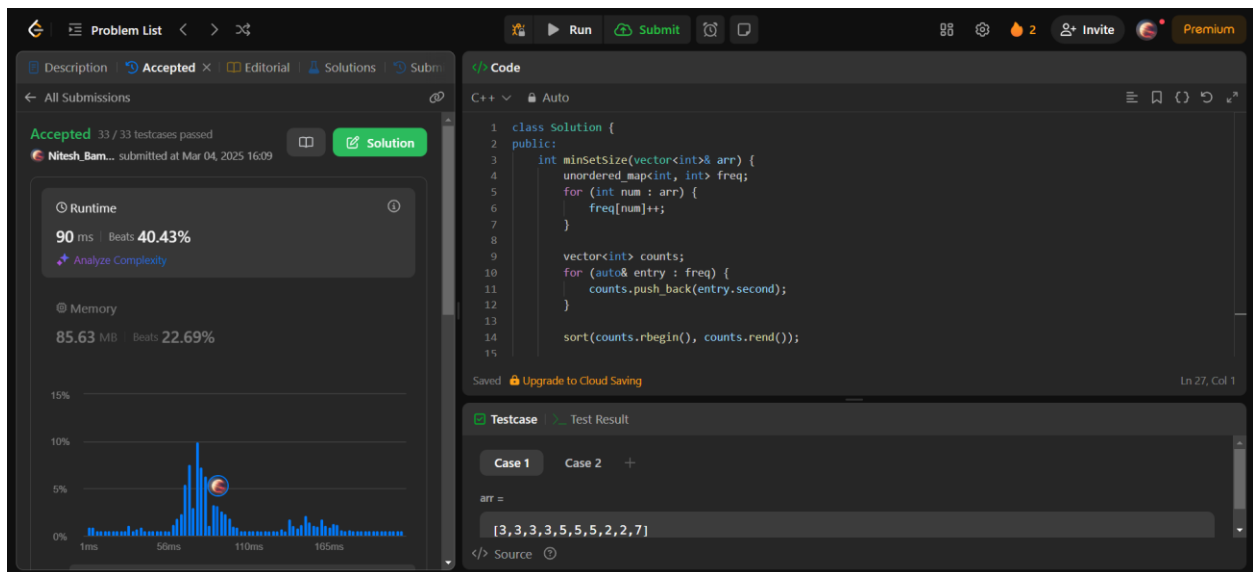 Problem List
Run
Submit
2
Invite
Premium
Description
Accepted
Editorial
Solutions
Subm
All Submissions
Accepted 33 / 33 testcases passed
Nitesh_Bam... submitted at Mar 04, 2025 16:09
Solution
Runtime
90 ms | Beats 40.43%
Analyze Complexity
Memory
85.63 MB | Beats 22.69%
15%
10%
5%
0%
1ms 56ms 110ms 165ms
</> Code
C++ Auto
1 class Solution {
2 public:
3 int minSetSize(vector<int>& arr) {
4 unordered_map<int, int> freq;
5 for (int num : arr) {
6 freq[num]++;
7 }
8
9 vector<int> counts;
10 for (auto& entry : freq) {
11 counts.push_back(entry.second);
12 }
13
14 sort(counts.rbegin(), counts.rend());
15
Saved Upgrade to Cloud Saving
Ln 27, Col 1
Testcase | >_ Test Result
Case 1 Case 2 +
arr =
[3,3,3,3,5,5,5,2,2,7]
</> Source